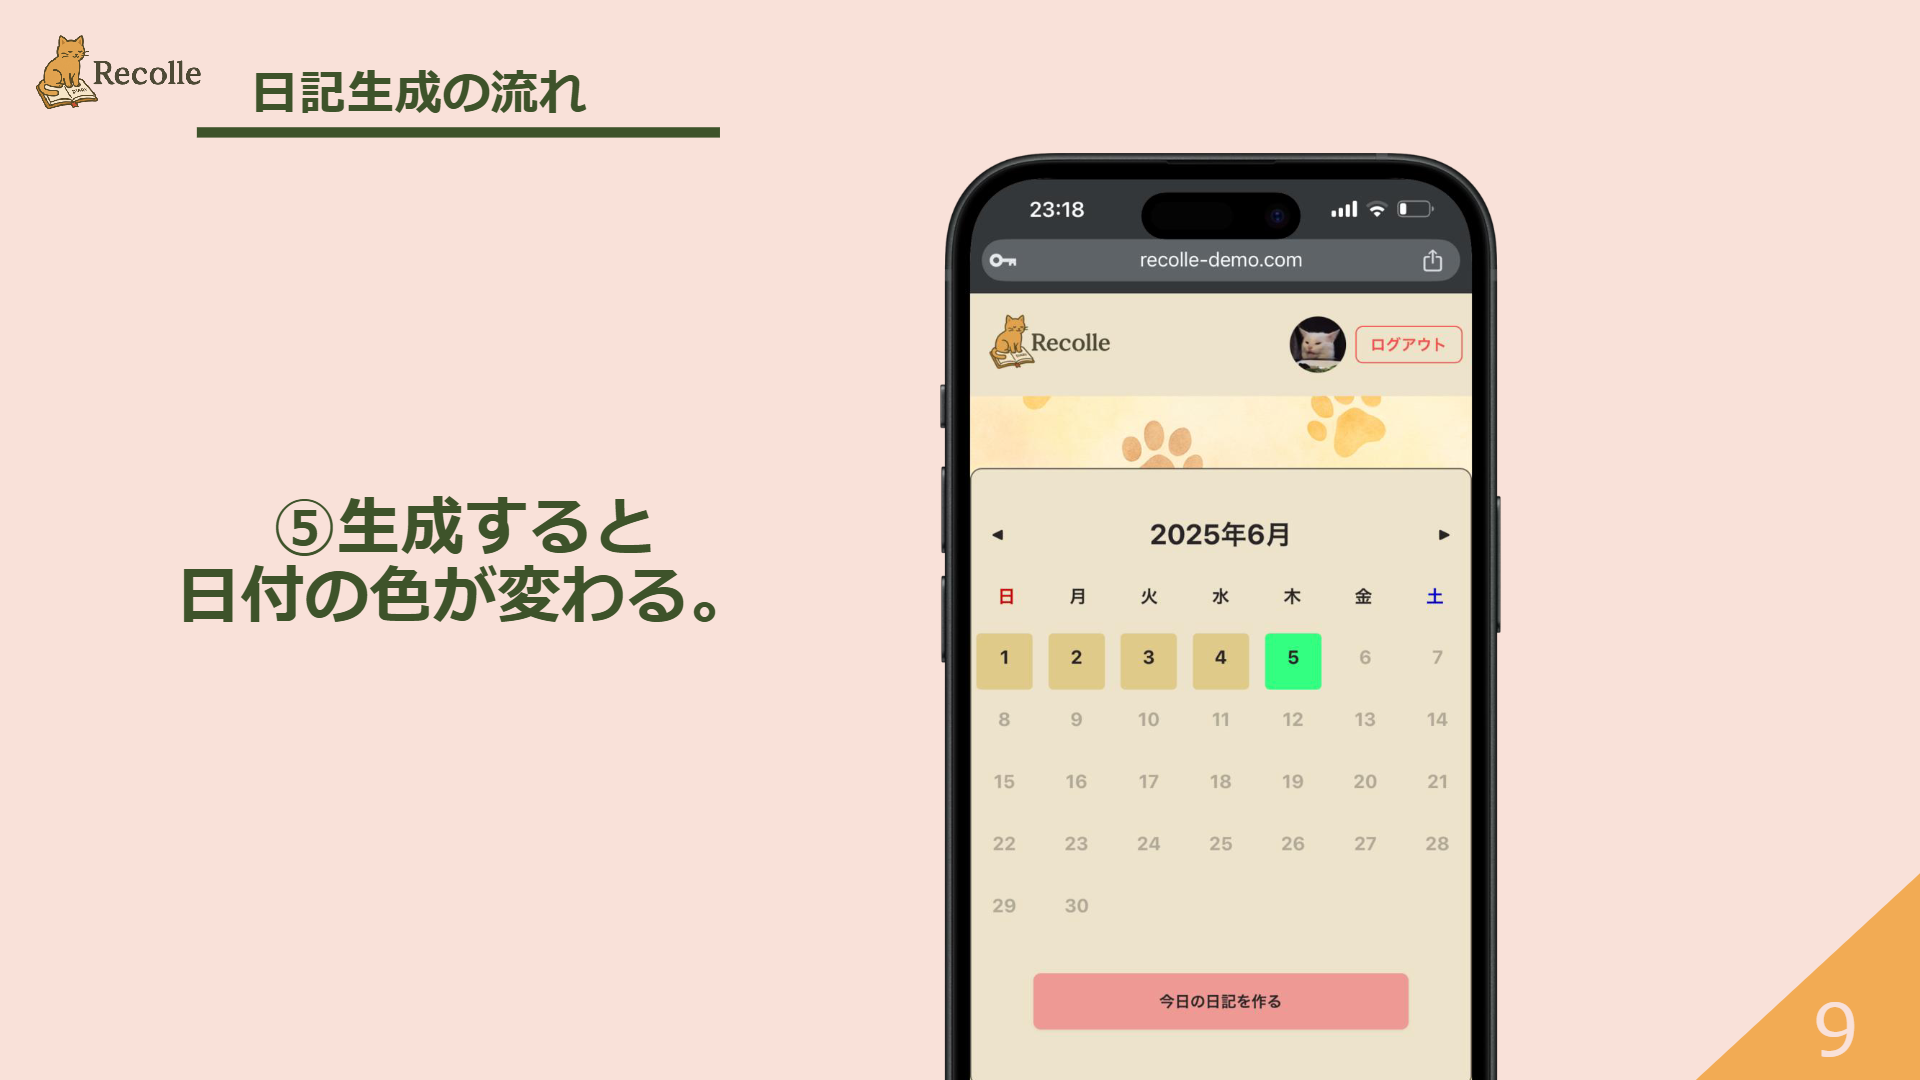 Recolle
日記生成の流れ
⑤生成すると
日付の色が変わる。
23:18
recolle-demo.com
Recolle
ログアウト
◀ 2025年6月 ▶
日 月 火 水 木 金 土
1 2 3 4 5 6 7
8 9 10 11 12 13 14
15 16 17 18 19 20 21
22 23 24 25 26 27 28
29 30
今日の日記を作る
9